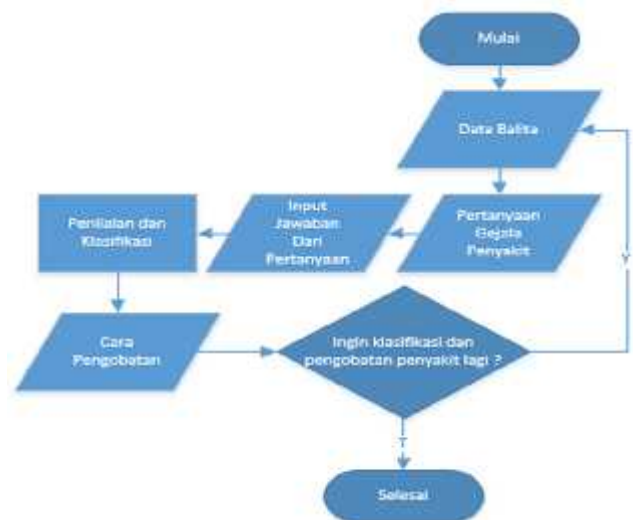 Mulai
Data Balita
Pertanyaan
Gejala
Penyakit
Input
Jawaban
Dari
Pertanyaan
Penilaian dan
Klasifikasi
Cara
Pengobatan
Ingin klasifikasi dan
pengobatan penyakit lagi ?
Y
T
Selesai